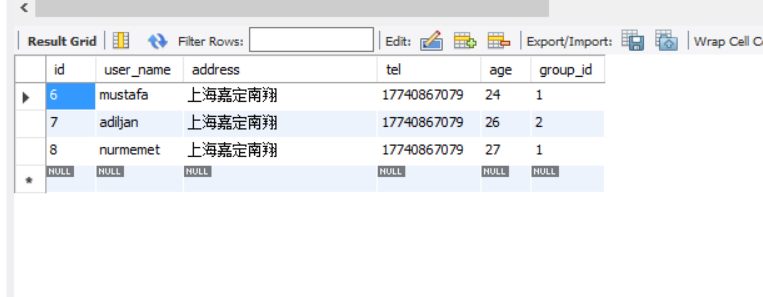 Result Grid Filter Rows: Edit: Export/Import: Wrap Cell Co
id user_name address tel age group_id
6 mustafa 上海嘉定南翔 17740867079 24 1
7 adiljan 上海嘉定南翔 17740867079 26 2
8 nurmemet 上海嘉定南翔 17740867079 27 1
NULL NULL NULL NULL NULL NULL